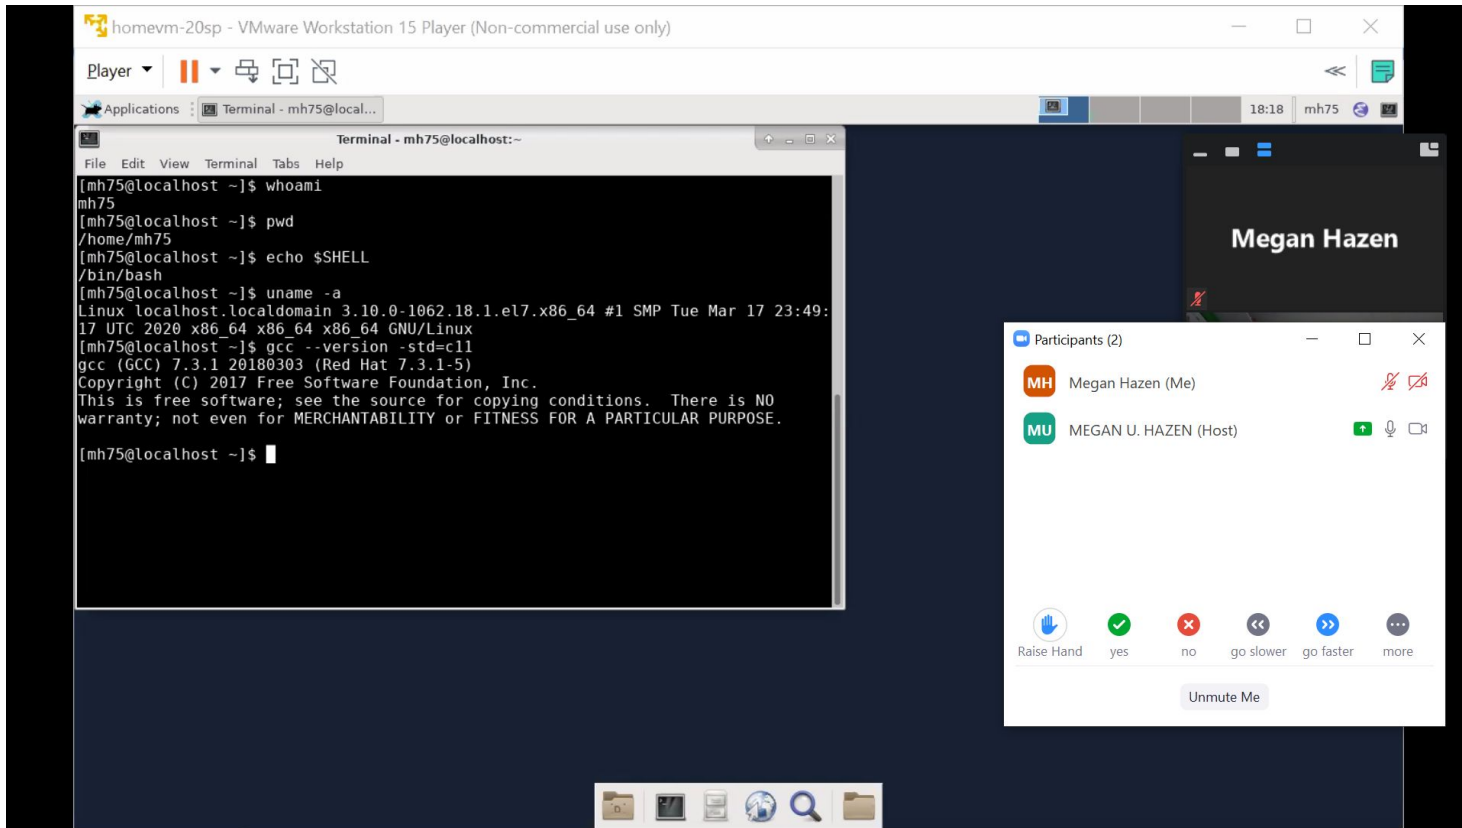 homevm-20sp - VMware Workstation 15 Player (Non-commercial use only)
Player
Applications
Terminal - mh75@local...
18:18
mh75
Terminal - mh75@localhost:~
File Edit View Terminal Tabs Help
[mh75@localhost ~]$ whoami
mh75
[mh75@localhost ~]$ pwd
/home/mh75
[mh75@localhost ~]$ echo $SHELL
/bin/bash
[mh75@localhost ~]$ uname -a
Linux localhost.localdomain 3.10.0-1062.18.1.el7.x86_64 #1 SMP Tue Mar 17 23:49:
17 UTC 2020 x86_64 x86_64 x86_64 GNU/Linux
[mh75@localhost ~]$ gcc --version -std=c11
gcc (GCC) 7.3.1 20180303 (Red Hat 7.3.1-5)
Copyright (C) 2017 Free Software Foundation, Inc.
This is free software; see the source for copying conditions.  There is NO
warranty; not even for MERCHANTABILITY or FITNESS FOR A PARTICULAR PURPOSE.
[mh75@localhost ~]$
Megan Hazen
Participants (2)
MH Megan Hazen (Me)
MU MEGAN U. HAZEN (Host)
Raise Hand yes no go slower go faster more
Unmute Me